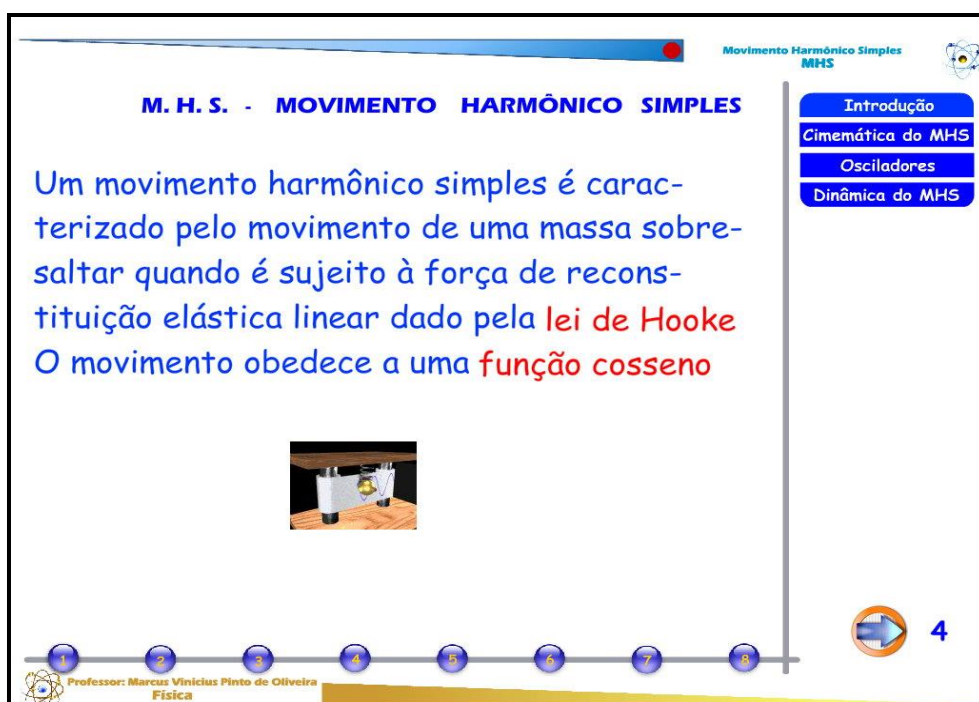 Movimento Harmônico Simples
MHS
M. H. S. - MOVIMENTO HARMÔNICO SIMPLES
Introdução
Cimemática do MHS
Osciladores
Dinâmica do MHS
Um movimento harmônico simples é carac-
terizado pelo movimento de uma massa sobre-
saltar quando é sujeito à força de recons-
tituição elástica linear dado pela lei de Hooke
O movimento obedece a uma função cosseno
4
1 2 3 4 5 6 7 8
Professor: Marcus Vinicius Pinto de Oliveira
Física